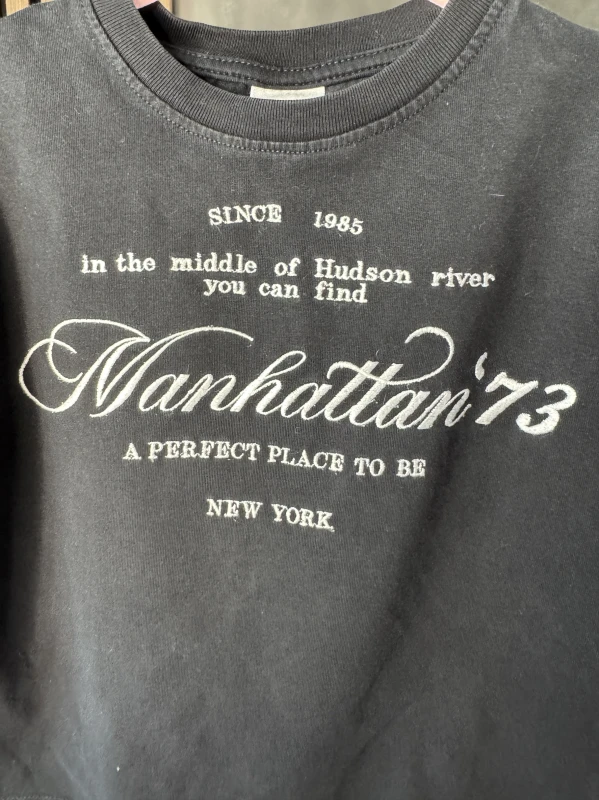 SINCE 1985
in the middle of Hudson river
you can find
Manhattan '73
A PERFECT PLACE TO BE
NEW YORK.